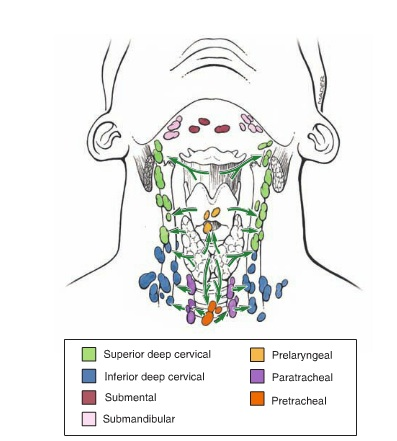 Superior deep cervical
Inferior deep cervical
Submental
Submandibular
Prelaryngeal
Paratracheal
Pretracheal